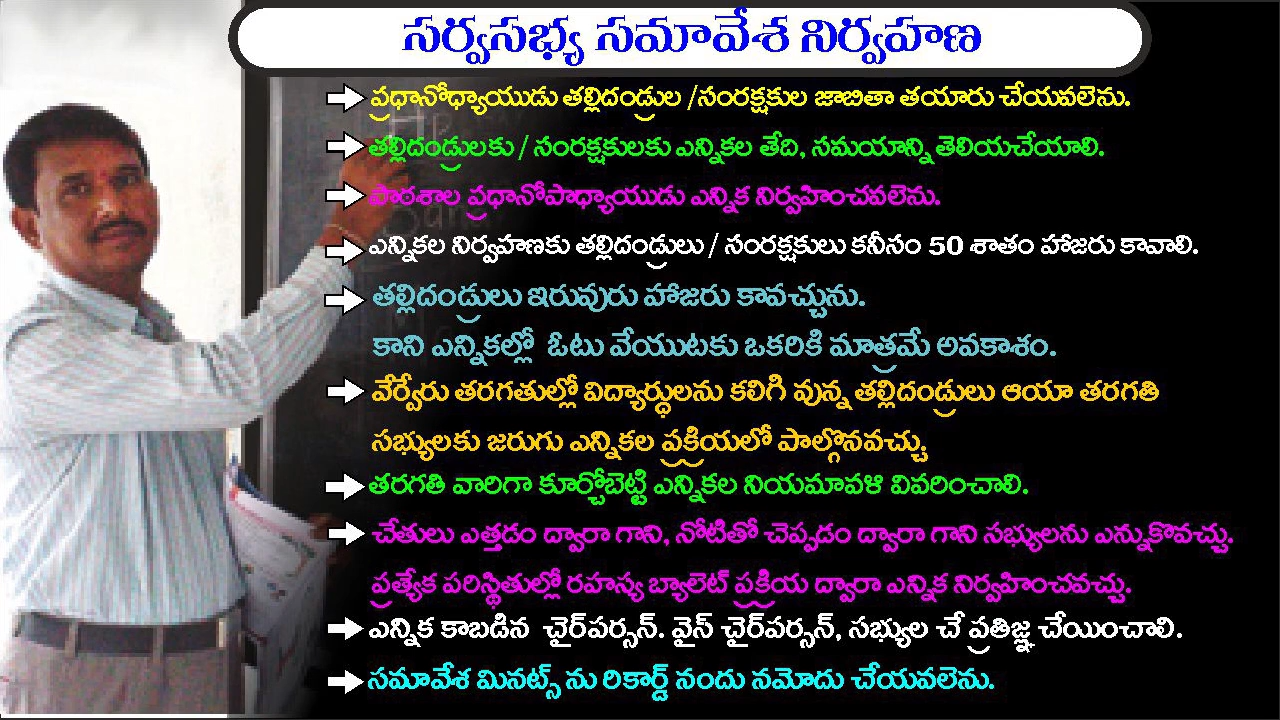 సర్వసభ్య సమావేశ నిర్వహణ
ప్రధానోధ్యాయుడు తల్లిదండ్రుల /సంరక్షకుల జాబితా తయారు చేయవలెను.
తల్లిదండ్రులకు / సంరక్షకులకు ఎన్నికల తేది, సమయాన్ని తెలియచేయాలి.
పాఠశాల ప్రధానోపాధ్యాయుడు ఎన్నిక నిర్వహించవలెను.
ఎన్నికల నిర్వహణకు తల్లిదండ్రులు / సంరక్షకులు కనీసం 50 శాతం హాజరు కావాలి.
తల్లిదండ్రులు ఇరువురు హాజరు కావచ్చును.
కాని ఎన్నికల్లో ఓటు వేయుటకు ఒకరికి మాత్రమే అవకాశం.
వేర్వేరు తరగతుల్లో విద్యార్థులను కలిగి వున్న తల్లిదండ్రులు ఆయా తరగతి
సభ్యులకు జరుగు ఎన్నికల ప్రక్రియలో పాల్గొనవచ్చు
తరగతి వారిగా కూర్చోబెట్టి ఎన్నికల నియమావళి వివరించాలి.
చేతులు ఎత్తడం ద్వారా గాని, నోటితో చెప్పడం ద్వారా గాని సభ్యులను ఎన్నుకొవచ్చు.
ప్రత్యేక పరిస్థితుల్లో రహస్య బ్యాలెట్ ప్రక్రియ ద్వారా ఎన్నిక నిర్వహించవచ్చు.
ఎన్నిక కాబడిన చైర్‌పర్సన్. వైస్ చైర్‌పర్సన్, సభ్యుల చే ప్రతిజ్ఞ చేయించాలి.
సమావేశ మినట్స్ ను రికార్డ్ నందు నమోదు చేయవలెను.